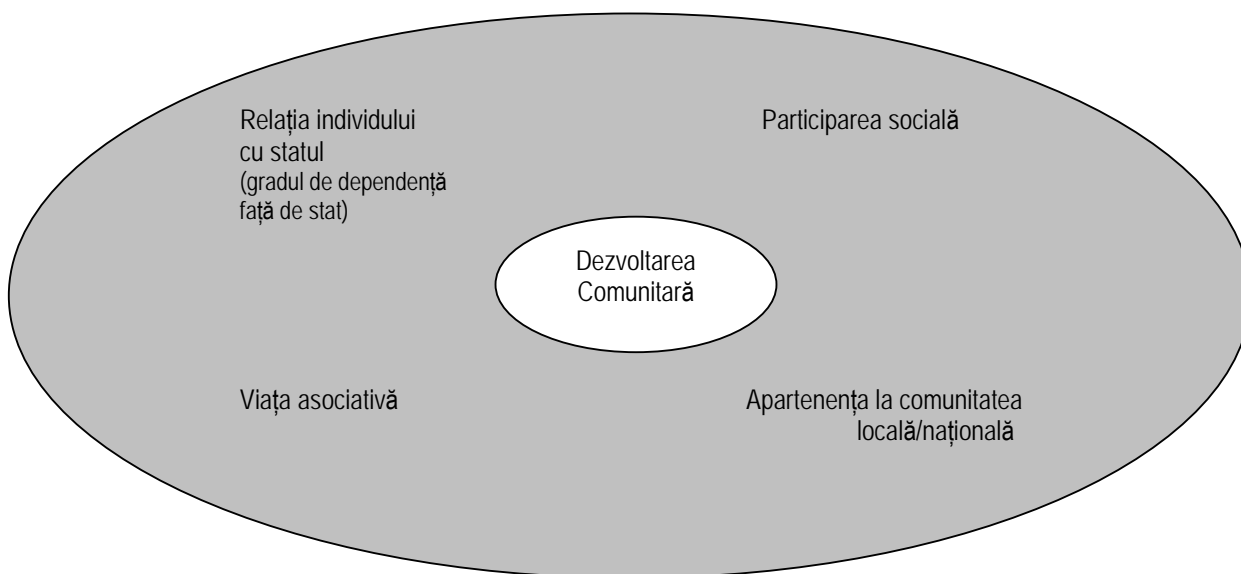 Relația individului
cu statul
(gradul de dependență
față de stat)
Participarea socială
Dezvoltarea
Comunitară
Viața asociativă
Apartenența la comunitatea
locală/națională